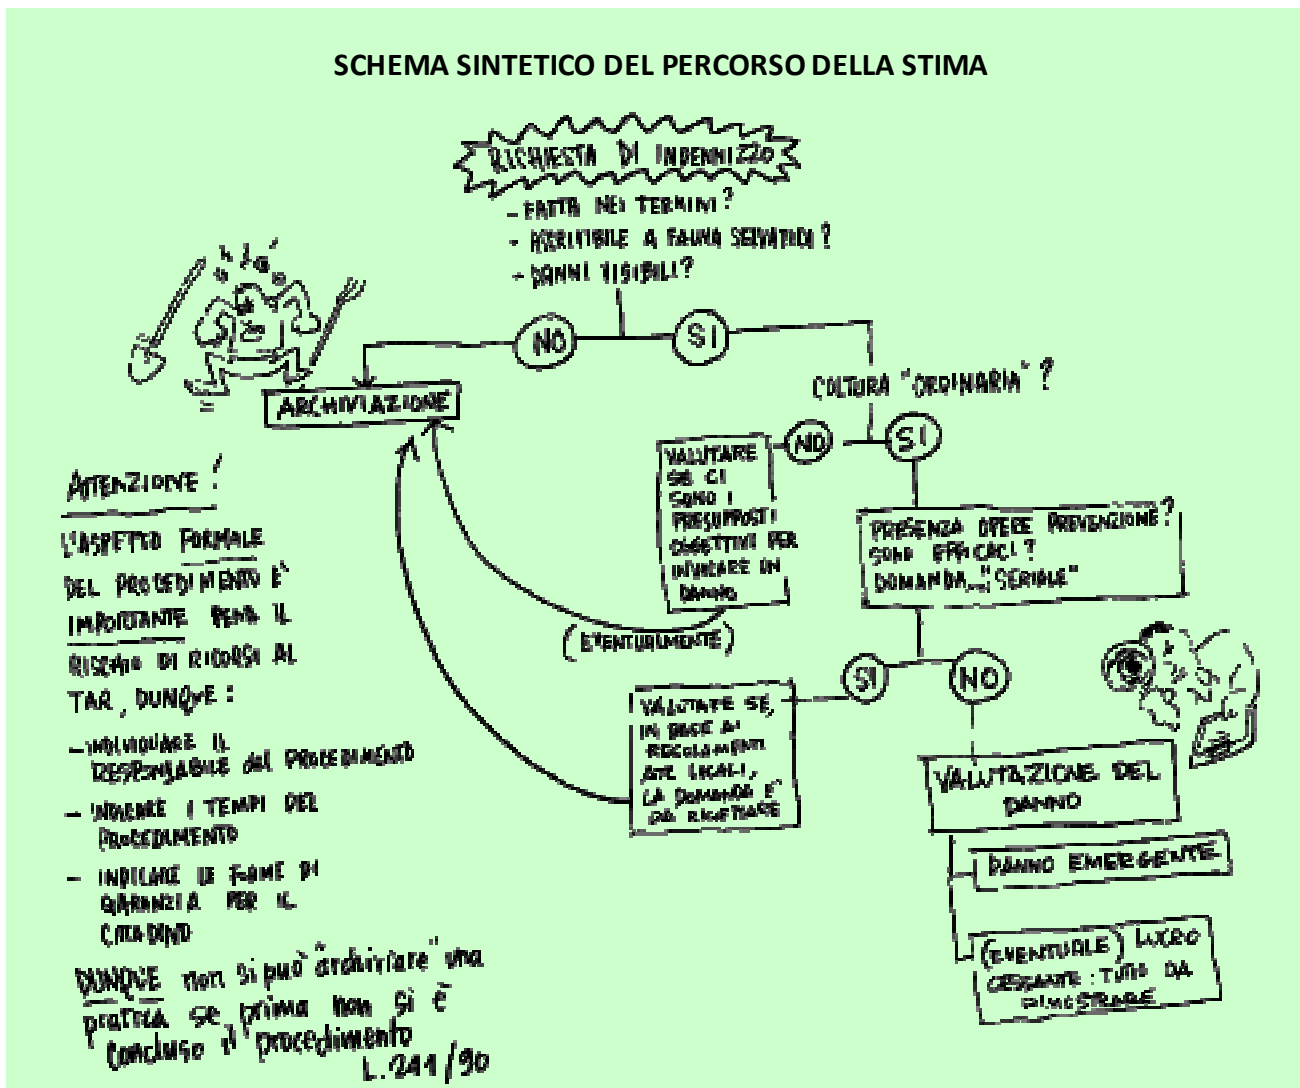 SCHEMA SINTETICO DEL PERCORSO DELLA STIMA
RICHIESTA DI INDENNIZZO
- FATTA NEI TERMINI?
- ASCRIVIBILE A FAUNA SELVATICA?
- DANNI VISIBILI?
NO
SI
ARCHIVIAZIONE
COLTURA "ORDINARIA"?
NO
SI
VALUTARE
SE CI
SONO I
PRESUPPOSTI
OGGETTIVI PER
INVOCARE UN
DANNO
(EVENTUALMENTE)
PRESENZA OPERE PREVENZIONE?
SONO EFFICACI?
DOMANDA "SERIALE"
SI
NO
VALUTARE SE,
IN BASE AI
REGOLAMENTI
ATC LOCALI,
LA DOMANDA E'
DA RIGETTARE
VALUTAZIONE DEL
DANNO
DANNO EMERGENTE
(EVENTUALE) LUCRO
CESSANTE: TUTTO DA
DIMOSTRARE
ATTENZIONE!
L'ASPETTO FORMALE
DEL PROCEDIMENTO E'
IMPORTANTE PENA IL
RISCHIO DI RICORSI AL
TAR, DUNQUE:
- INDIVIDUARE IL
RESPONSABILE del PROCEDIMENTO
- INDICARE I TEMPI DEL
PROCEDIMENTO
- INDICARE LE FORME DI
GARANZIA PER IL
CITTADINO
DUNQUE non si può "archiviare" una
pratica se prima non si è
concluso il procedimento
L.241/90